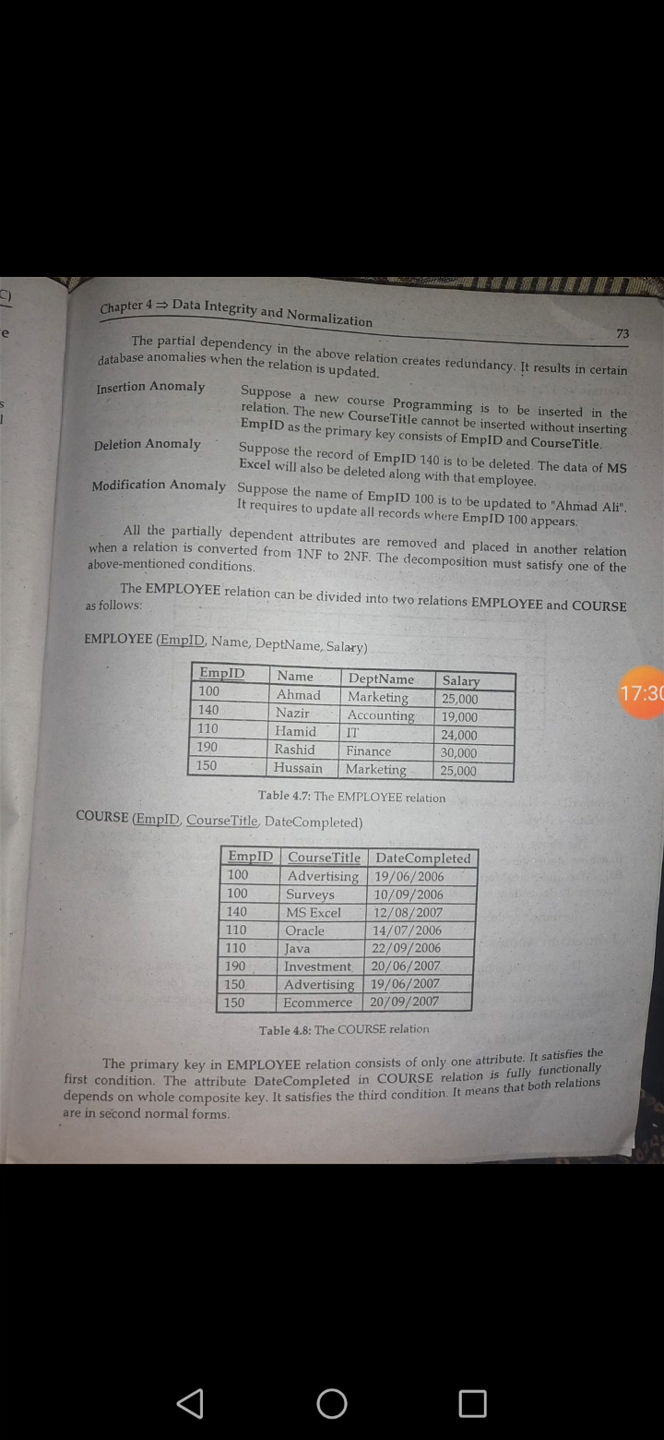 C)
e
s
l
Chapter 4 ⇒ Data Integrity and Normalization
73
The partial dependency in the above relation creates redundancy. It results in certain
database anomalies when the relation is updated.
Insertion Anomaly Suppose a new course Programming is to be inserted in the
relation. The new CourseTitle cannot be inserted without inserting
EmpID as the primary key consists of EmpID and CourseTitle.
Deletion Anomaly Suppose the record of EmpID 140 is to be deleted. The data of MS
Excel will also be deleted along with that employee.
Modification Anomaly Suppose the name of EmpID 100 is to be updated to "Ahmad Ali".
It requires to update all records where EmpID 100 appears.
All the partially dependent attributes are removed and placed in another relation
when a relation is converted from 1NF to 2NF. The decomposition must satisfy one of the
above-mentioned conditions.
The EMPLOYEE relation can be divided into two relations EMPLOYEE and COURSE
as follows:
EMPLOYEE (EmpID, Name, DeptName, Salary)
EmpID Name DeptName Salary
100 Ahmad Marketing 25,000
140 Nazir Accounting 19,000
110 Hamid IT 24,000
190 Rashid Finance 30,000
150 Hussain Marketing 25,000
17:30
Table 4.7: The EMPLOYEE relation
COURSE (EmpID, CourseTitle, DateCompleted)
EmpID CourseTitle DateCompleted
100 Advertising 19/06/2006
100 Surveys 10/09/2006
140 MS Excel 12/08/2007
110 Oracle 14/07/2006
110 Java 22/09/2006
190 Investment 20/06/2007
150 Advertising 19/06/2007
150 Ecommerce 20/09/2007
Table 4.8: The COURSE relation
The primary key in EMPLOYEE relation consists of only one attribute. It satisfies the
first condition. The attribute DateCompleted in COURSE relation is fully functionally
depends on whole composite key. It satisfies the third condition. It means that both relations
are in second normal forms.